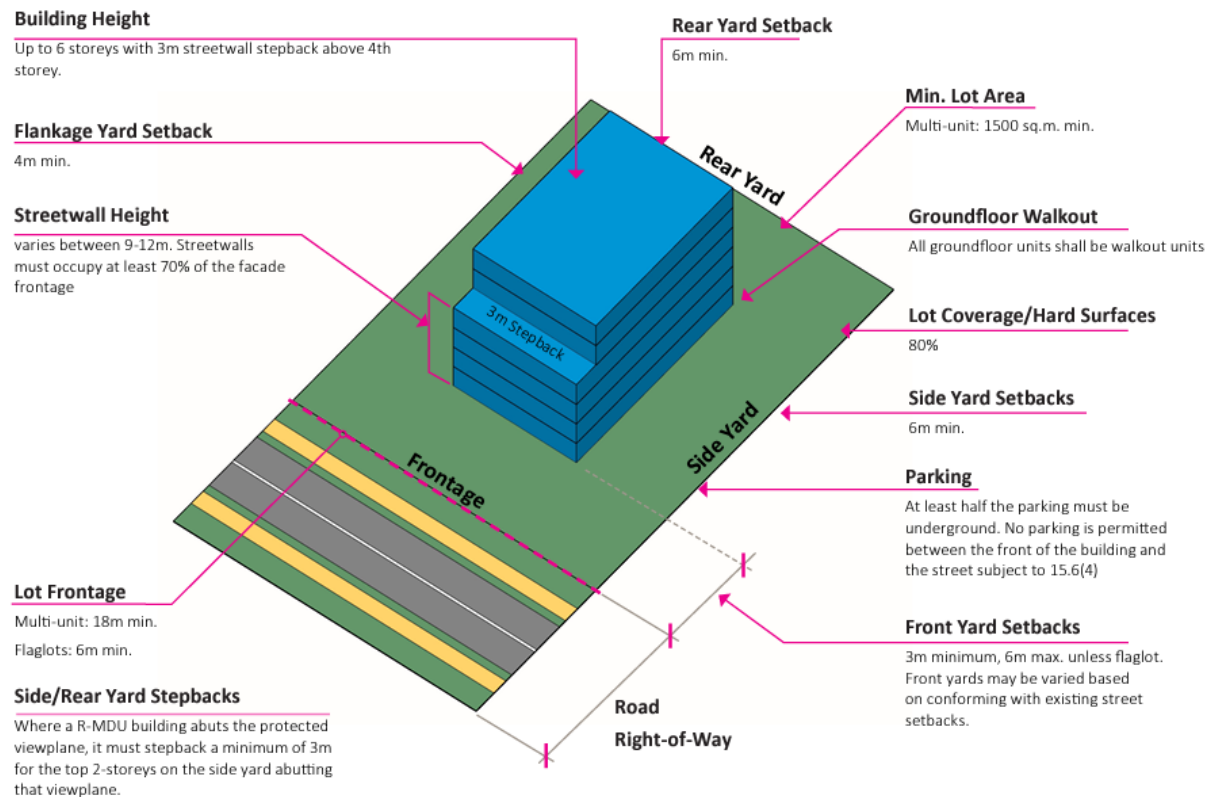 Building Height
Up to 6 storeys with 3m streetwall stepback above 4th
storey.
Flankage Yard Setback
4m min.
Streetwall Height
varies between 9-12m. Streetwalls
must occupy at least 70% of the facade
frontage
Lot Frontage
Multi-unit: 18m min.
Flaglots: 6m min.
Side/Rear Yard Stepbacks
Where a R-MDU building abuts the protected
viewplane, it must stepback a minimum of 3m
for the top 2-storeys on the side yard abutting
that viewplane.
Rear Yard
3m Stepback
Side Yard
Frontage
Road
Right-of-Way
Rear Yard Setback
6m min.
Min. Lot Area
Multi-unit: 1500 sq.m. min.
Groundfloor Walkout
All groundfloor units shall be walkout units
Lot Coverage/Hard Surfaces
80%
Side Yard Setbacks
6m min.
Parking
At least half the parking must be
underground. No parking is permitted
between the front of the building and
the street subject to 15.6(4)
Front Yard Setbacks
3m minimum, 6m max. unless flaglot.
Front yards may be varied based
on conforming with existing street
setbacks.